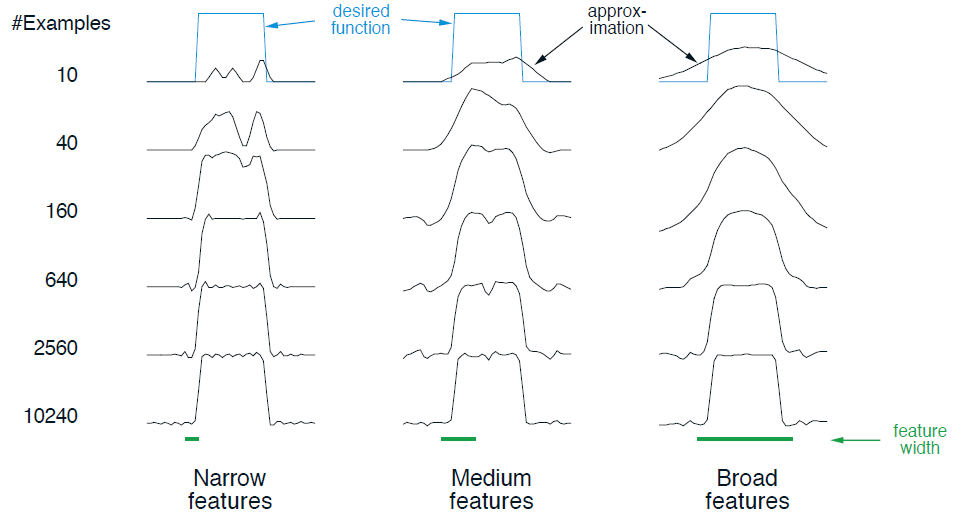 #Examples
desired
function
approx-
imation
10
40
160
640
2560
10240
feature
width
Narrow
features
Medium
features
Broad
features